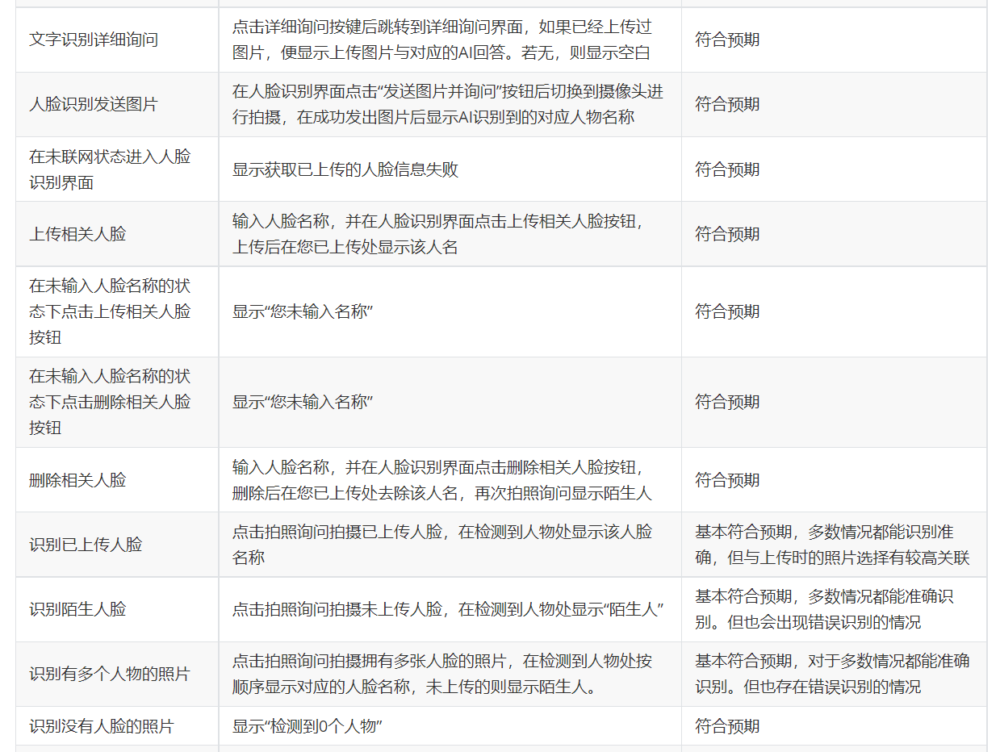 文字识别详细询问
点击详细询问按键后跳转到详细询问界面，如果已经上传过
图片，便显示上传图片与对应的AI回答。若无，则显示空白
符合预期
人脸识别发送图片
在人脸识别界面点击“发送图片并询问”按钮后切换到摄像头进
行拍摄，在成功发出图片后显示AI识别到的对应人物名称
符合预期
在未联网状态进入人脸
识别界面
显示获取已上传的人脸信息失败
符合预期
上传相关人脸
输入人脸名称，并在人脸识别界面点击上传相关人脸按钮，
上传后在您已上传处显示该人名
符合预期
在未输入人脸名称的状
态下点击上传相关人脸
按钮
显示“您未输入名称”
符合预期
在未输入人脸名称的状
态下点击删除相关人脸
按钮
显示“您未输入名称”
符合预期
删除相关人脸
输入人脸名称，并在人脸识别界面点击删除相关人脸按钮，
删除后在您已上传处去除该人名，再次拍照询问显示陌生人
符合预期
识别已上传人脸
点击拍照询问拍摄已上传人脸，在检测到人物处显示该人脸
名称
基本符合预期，多数情况都能识别准
确，但与上传时的照片选择有较高关联
识别陌生人脸
点击拍照询问拍摄未上传人脸，在检测到人物处显示“陌生人”
基本符合预期，多数情况都能准确识
别。但也会出现错误识别的情况
识别有多个人物的照片
点击拍照询问拍摄拥有多张人脸的照片，在检测到人物处按
顺序显示对应的人脸名称，未上传的则显示陌生人。
基本符合预期，对于多数情况都能准确
识别。但也存在错误识别的情况
识别没有人脸的照片
显示“检测到0个人物”
符合预期